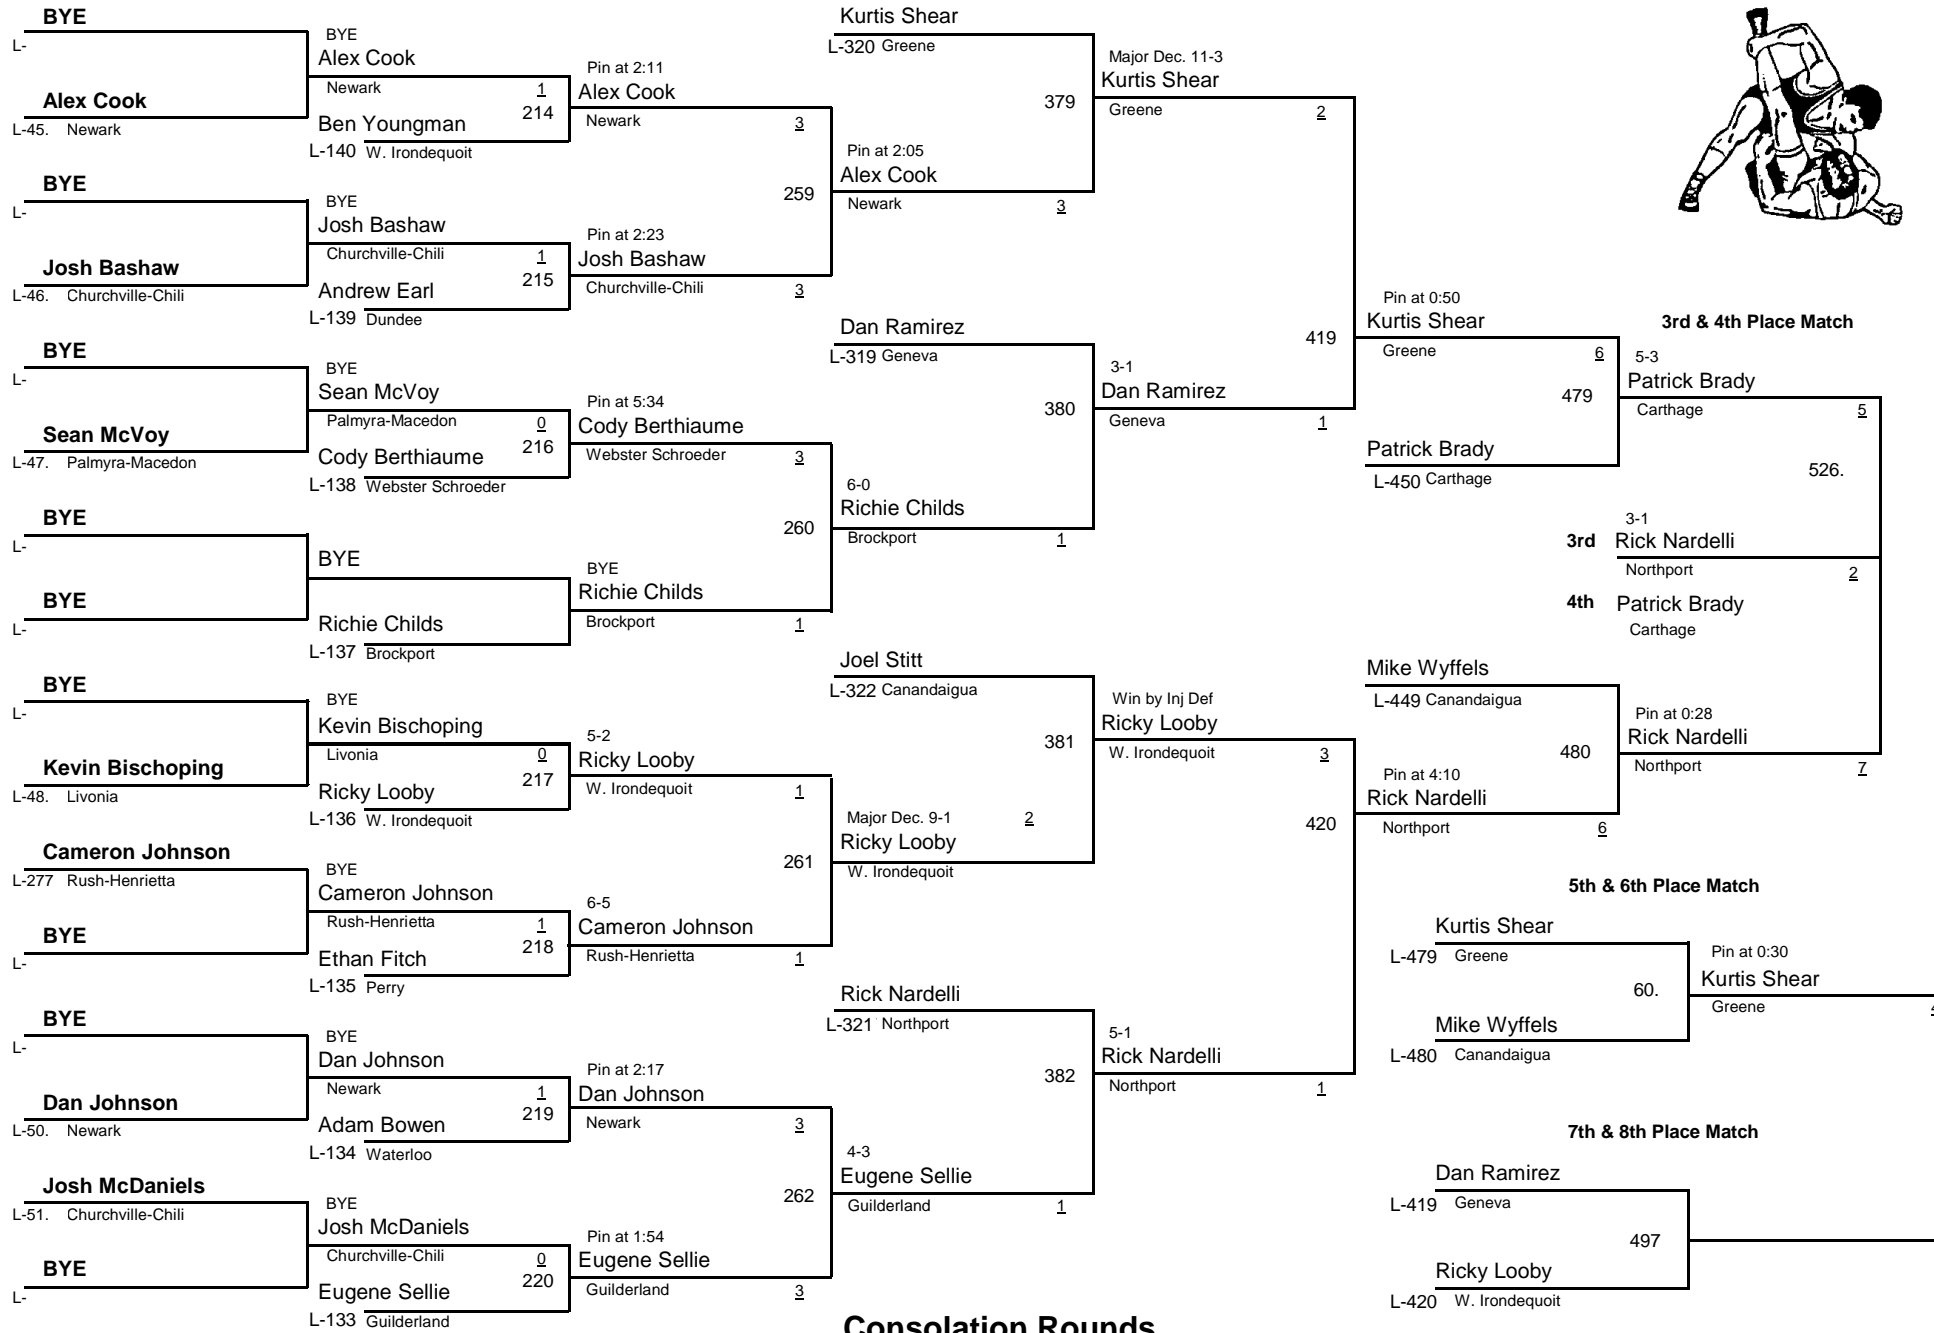 BYE
L-
Alex Cook
L-45. Newark
BYE
L-
Josh Bashaw
L-46. Churchville-Chili
BYE
L-
Sean McVoy
L-47. Palmyra-Macedon
BYE
L-
BYE
L-
BYE
L-
Kevin Bischoping
L-48. Livonia
Cameron Johnson
L-277 Rush-Henrietta
BYE
L-
BYE
L-
Dan Johnson
L-50. Newark
Josh McDaniels
L-51. Churchville-Chili
BYE
L-
BYE
Alex Cook
Newark 1
214
Ben Youngman
L-140 W. Irondequoit
BYE
Josh Bashaw
Churchville-Chili 1
215
Andrew Earl
L-139 Dundee
BYE
Sean McVoy
Palmyra-Macedon 0
216
Cody Berthiaume
L-138 Webster Schroeder
BYE
Richie Childs
L-137 Brockport
BYE
Kevin Bischoping
Livonia 0
217
Ricky Looby
L-136 W. Irondequoit
BYE
Cameron Johnson
Rush-Henrietta 1
218
Ethan Fitch
L-135 Perry
BYE
Dan Johnson
Newark 1
219
Adam Bowen
L-134 Waterloo
BYE
Josh McDaniels
Churchville-Chili 0
220
Eugene Sellie
L-133 Guilderland
Pin at 2:11
Alex Cook
Newark 3
259
Pin at 2:23
Josh Bashaw
Churchville-Chili 3
Pin at 5:34
Cody Berthiaume
Webster Schroeder 3
260
BYE
Richie Childs
Brockport 1
5-2
Ricky Looby
W. Irondequoit 1
261
6-5
Cameron Johnson
Rush-Henrietta 1
Pin at 2:17
Dan Johnson
Newark 3
262
Pin at 1:54
Eugene Sellie
Guilderland 3
Kurtis Shear
L-320 Greene
379
Pin at 2:05
Alex Cook
Newark 3
Dan Ramirez
L-319 Geneva
380
6-0
Richie Childs
Brockport 1
Joel Stitt
L-322 Canandaigua
381
Major Dec. 9-1 2
Ricky Looby
W. Irondequoit
Rick Nardelli
L-321 Northport
382
4-3
Eugene Sellie
Guilderland 1
Major Dec. 11-3
Kurtis Shear
Greene 2
419
3-1
Dan Ramirez
Geneva 1
Win by Inj Def
Ricky Looby
W. Irondequoit 3
420
5-1
Rick Nardelli
Northport 1
Pin at 0:50
Kurtis Shear
Greene 6
479
Patrick Brady
L-450 Carthage
Mike Wyffels
L-449 Canandaigua
480
Pin at 4:10
Rick Nardelli
Northport 6
3rd & 4th Place Match
5-3
Patrick Brady
Carthage 5
526.
3-1
3rd Rick Nardelli
Northport 2
4th Patrick Brady
Carthage
Pin at 0:28
Rick Nardelli
Northport 7
5th & 6th Place Match
Kurtis Shear
L-479 Greene
60.
Mike Wyffels
L-480 Canandaigua
Pin at 0:30
Kurtis Shear
Greene
7th & 8th Place Match
Dan Ramirez
L-419 Geneva
497
Ricky Looby
L-420 W. Irondequoit
Consolation Rounds